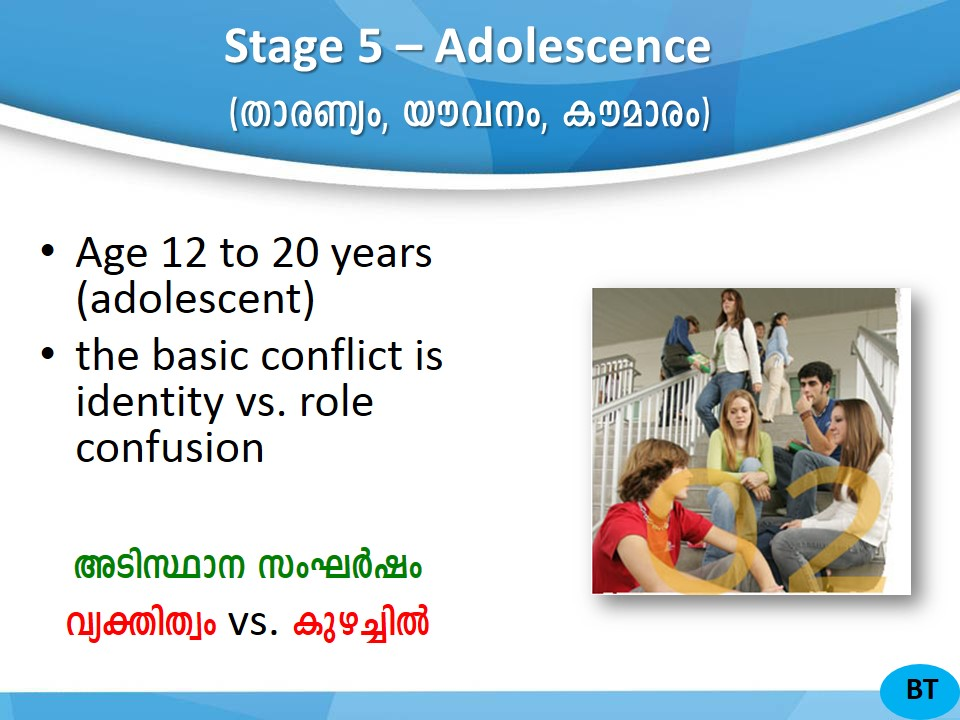 Stage 5 – Adolescence
(താരണ്യം, യൗവനം, കൗമാരം)
• Age 12 to 20 years
(adolescent)
• the basic conflict is
identity vs. role
confusion
അടിസ്ഥാന സംഘർഷം
വ്യക്തിത്വം vs. കുഴച്ചിൽ
BT